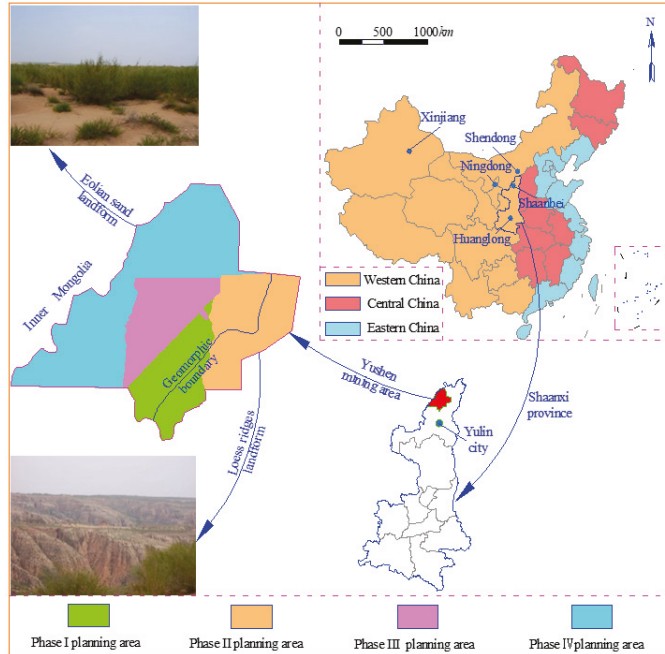 0 500 1000km
N
Xinjiang
Shendong
Ningdong
Shaanbei
Huanglong
Western China
Central China
Eastern China
Eolian sand
landform
Inner Mongolia
Geomorphic
boundary
Yushen
mining area
Loess ridges
landform
Shaanxi
province
Yulin
city
Phase I planning area
Phase II planning area
Phase III planning area
Phase IV planning area